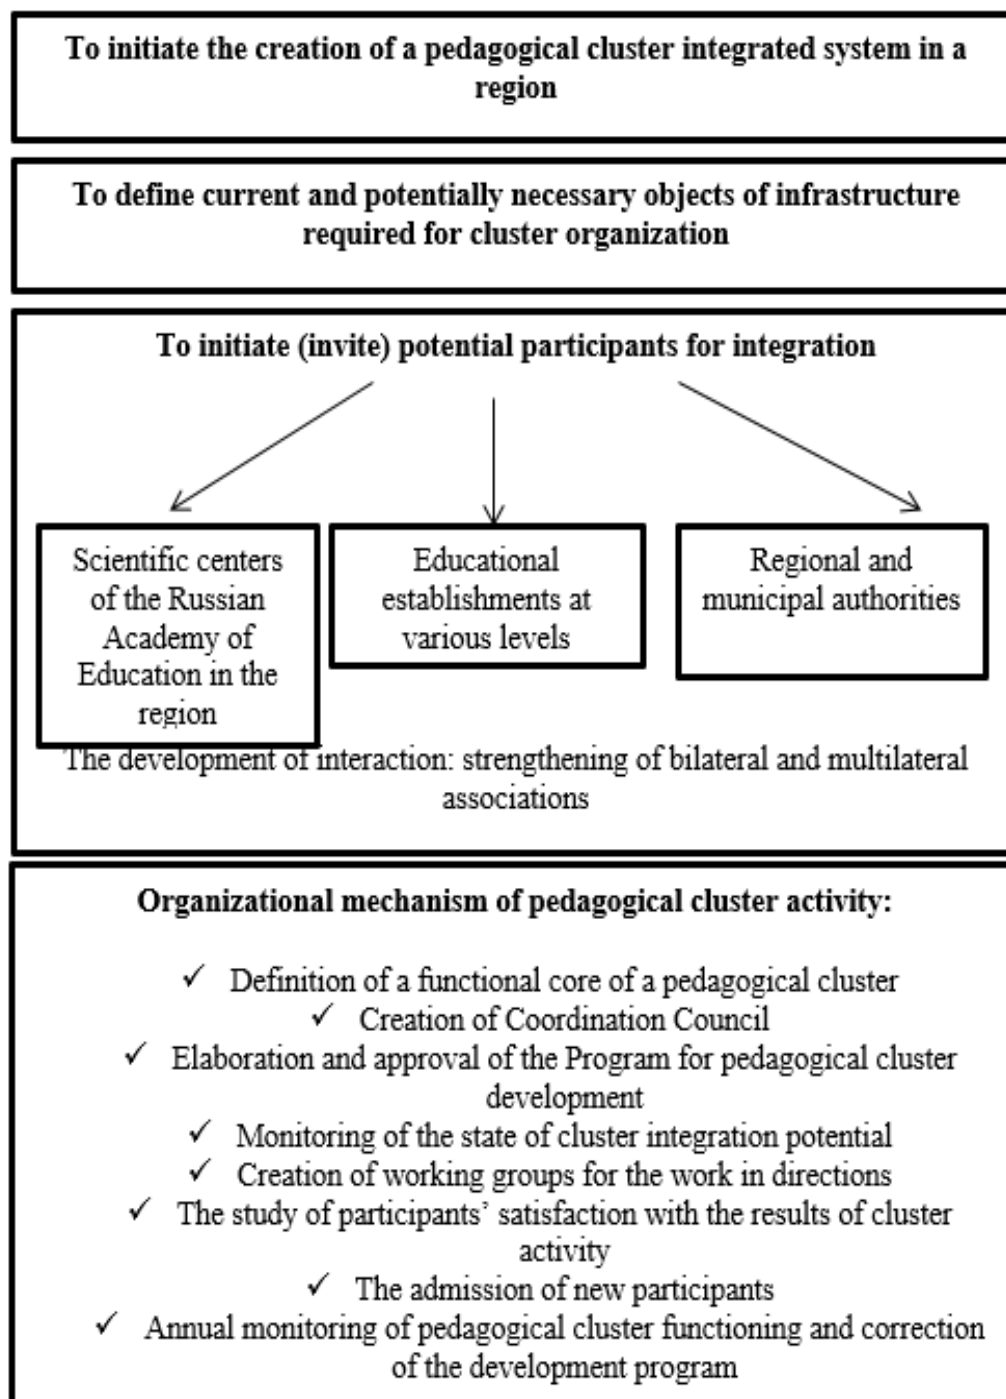 To initiate the creation of a pedagogical cluster integrated system in a
region
To define current and potentially necessary objects of infrastructure
required for cluster organization
To initiate (invite) potential participants for integration
Scientific centers
of the Russian
Academy of
Education in the
region
Educational
establishments at
various levels
Regional and
municipal authorities
The development of interaction: strengthening of bilateral and multilateral
associations
Organizational mechanism of pedagogical cluster activity:
✓ Definition of a functional core of a pedagogical cluster
✓ Creation of Coordination Council
✓ Elaboration and approval of the Program for pedagogical cluster
development
✓ Monitoring of the state of cluster integration potential
✓ Creation of working groups for the work in directions
✓ The study of participants’ satisfaction with the results of cluster
activity
✓ The admission of new participants
✓ Annual monitoring of pedagogical cluster functioning and correction
of the development program